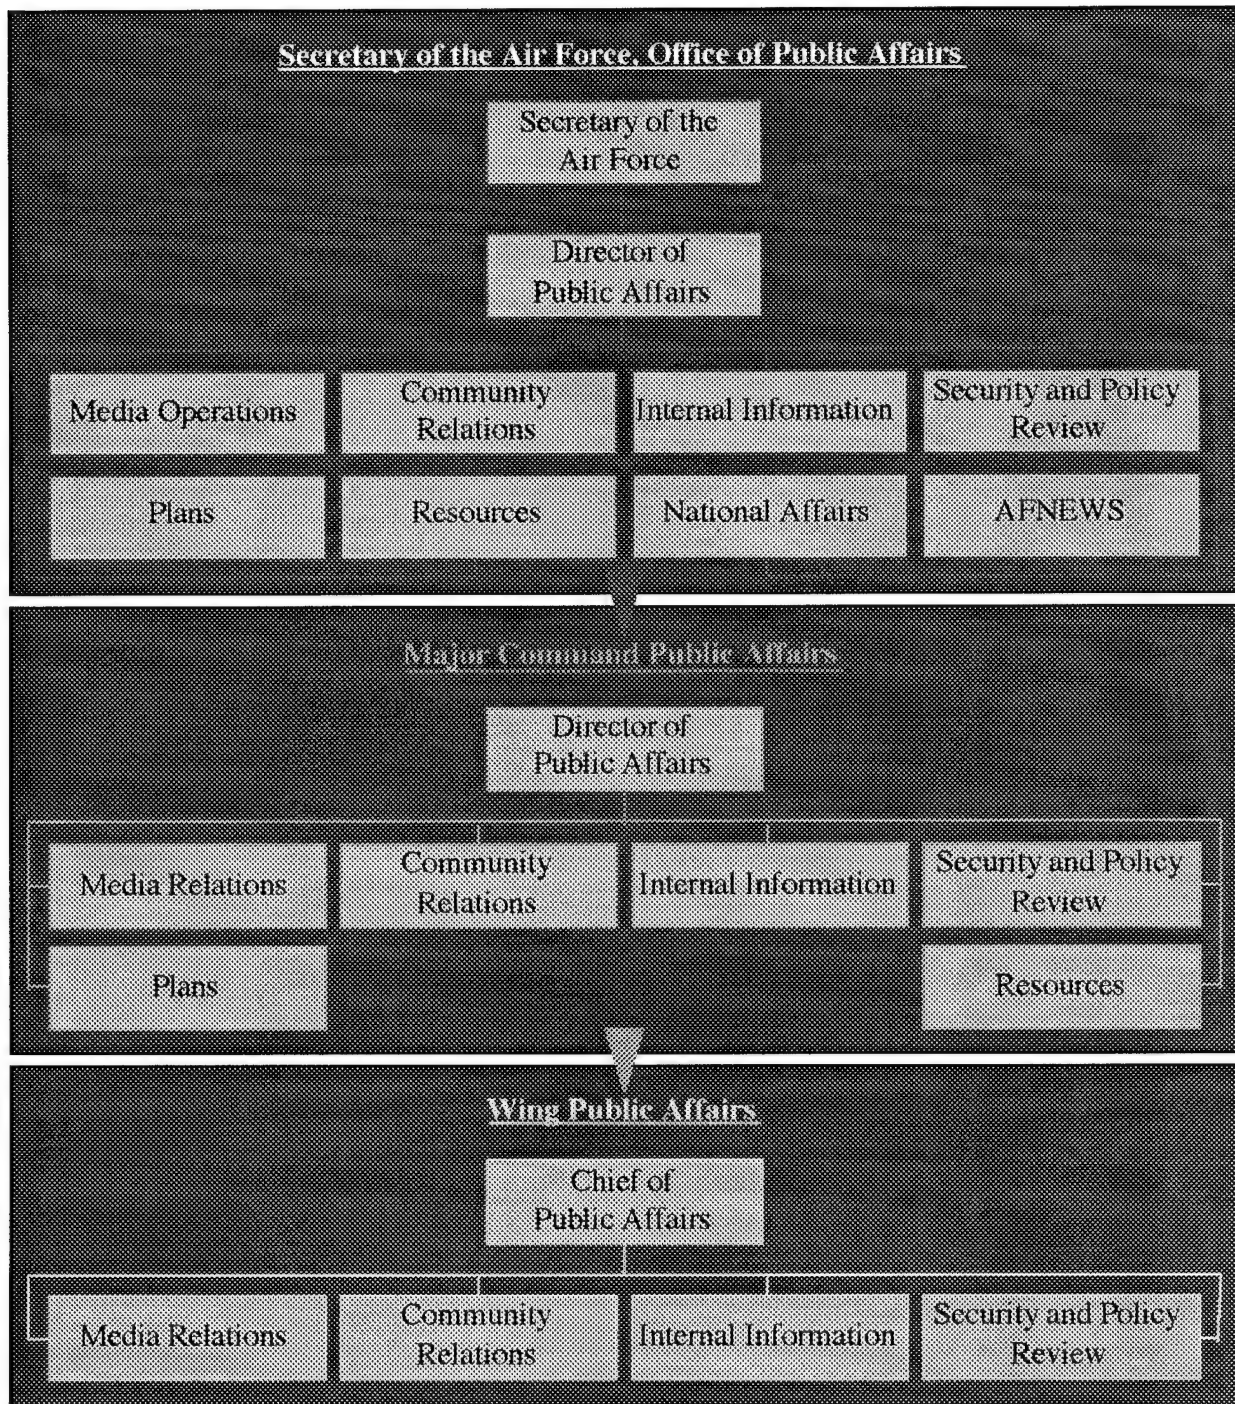 Secretary of the Air Force, Office of Public Affairs
Secretary of the
Air Force
Director of
Public Affairs
Media Operations
Community
Relations
Internal Information
Security and Policy
Review
Plans
Resources
National Affairs
AFNEWS
Major Command Public Affairs
Director of
Public Affairs
Media Relations
Community
Relations
Internal Information
Security and Policy
Review
Plans
Resources
Wing Public Affairs
Chief of
Public Affairs
Media Relations
Community
Relations
Internal Information
Security and Policy
Review